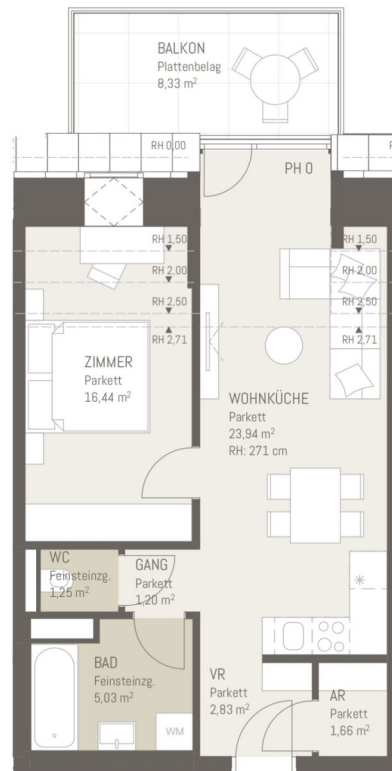 BALKON
Plattenbelag
8,33 m²
RH 0,00
PH 0
RH 1,50
RH 2,00
RH 2,50
RH 2,71
RH 1,50
RH 2,00
RH 2,50
RH 2,71
ZIMMER
Parkett
16,44 m²
WOHNKÜCHE
Parkett
23,94 m²
RH: 271 cm
WC
Feinsteinzg.
1,25 m²
GANG
Parkett
1,20 m²
BAD
Feinsteinzg.
5,03 m²
WM
VR
Parkett
2,83 m²
AR
Parkett
1,66 m²